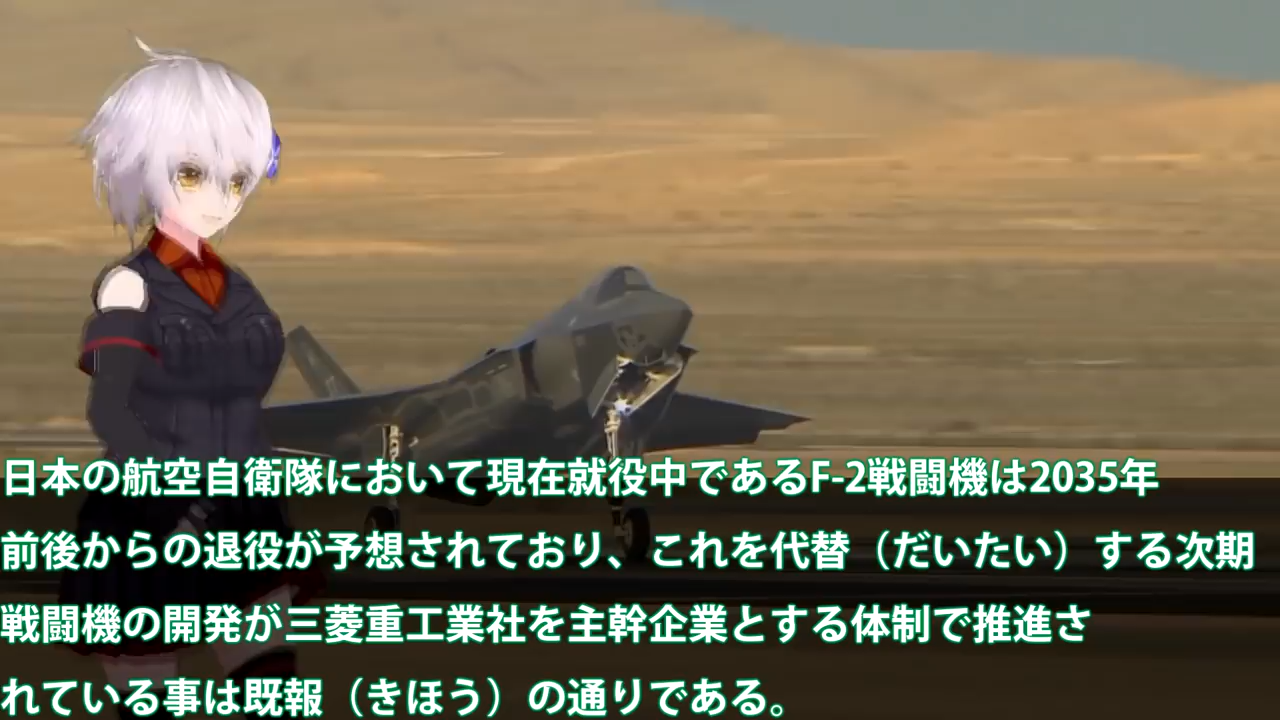 日本の航空自衛隊において現在就役中であるF-2戦闘機は2035年
前後からの退役が予想されており、これを代替（だいたい）する次期
戦闘機の開発が三菱重工業社を主幹企業とする体制で推進さ
れている事は既報（きほう）の通りである。